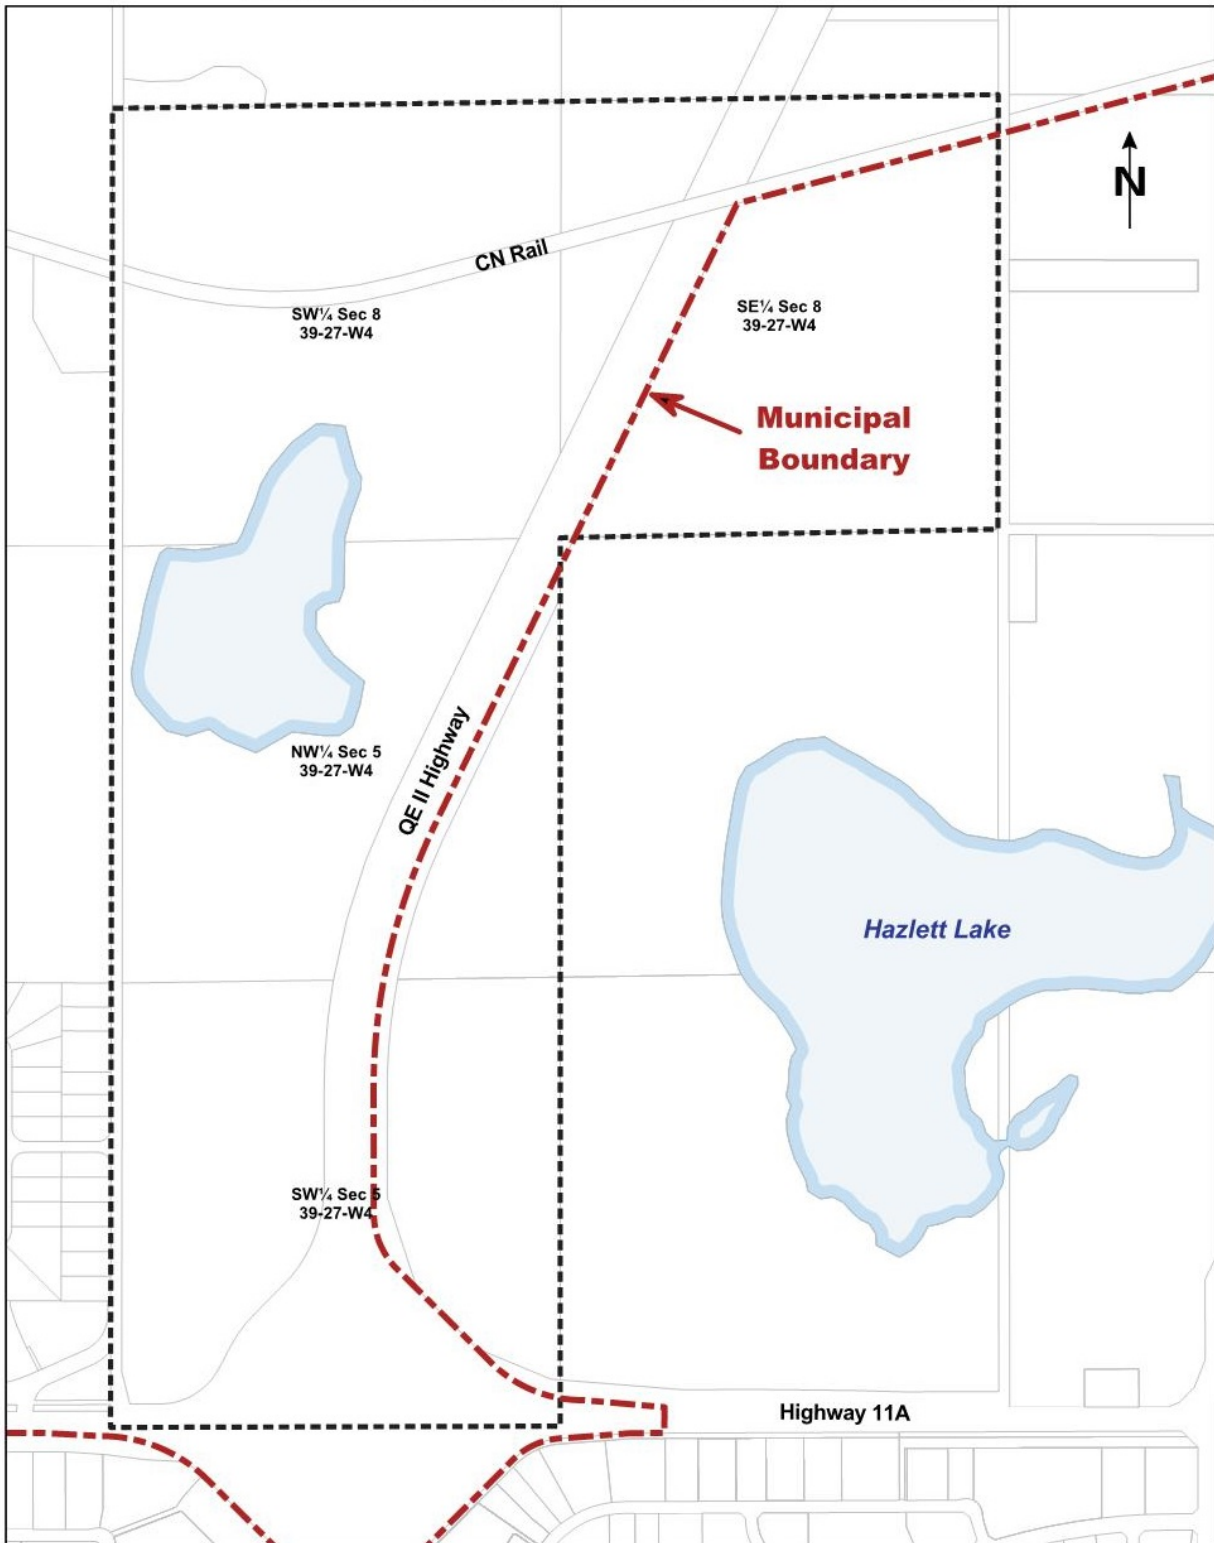 N
CN Rail
SW¼ Sec 8
39-27-W4
SE¼ Sec 8
39-27-W4
Municipal
Boundary
NW¼ Sec 5
39-27-W4
QE II Highway
Hazlett Lake
SW¼ Sec 5
39-27-W4
Highway 11A